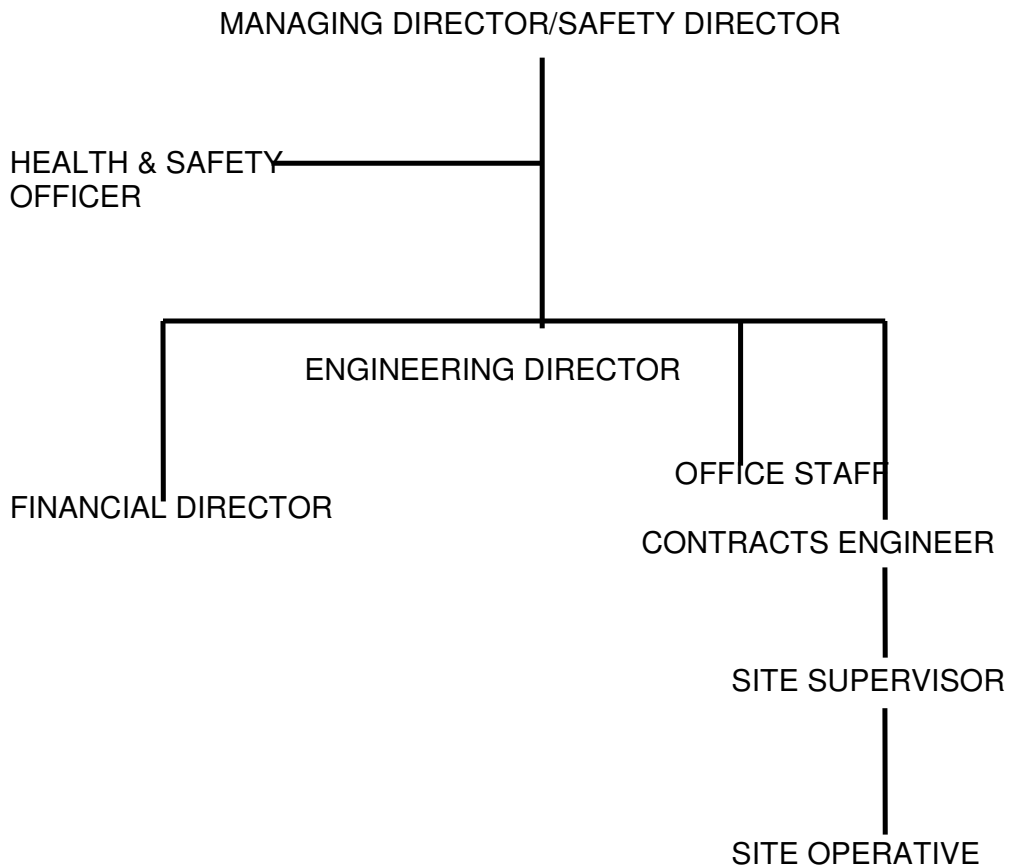 MANAGING DIRECTOR/SAFETY DIRECTOR
HEALTH & SAFETY
OFFICER
ENGINEERING DIRECTOR
OFFICE STAFF
FINANCIAL DIRECTOR
CONTRACTS ENGINEER
SITE SUPERVISOR
SITE OPERATIVE